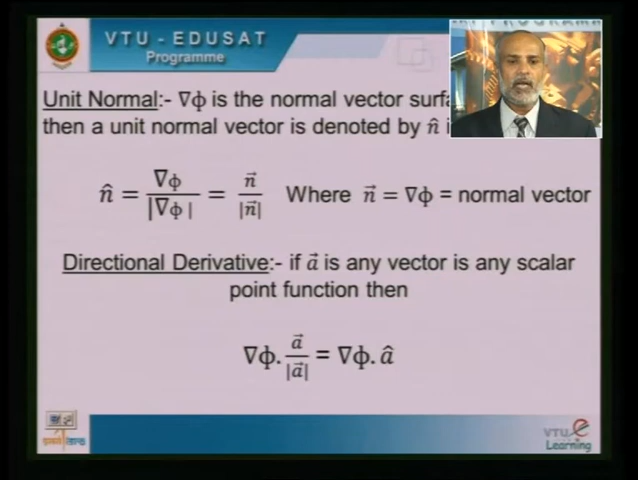 VTU - EDUSAT
Programme
Unit Normal:- ∇ϕ is the normal vector
then a unit normal vector is denoted by n̂
n̂ = ∇ϕ / |∇ϕ| = n⃗ / |n⃗| Where n⃗ = ∇ϕ = normal vector
Directional Derivative:- if a⃗ is any vector is any scalar
point function then
∇ϕ. a⃗ / |a⃗| = ∇ϕ. â
VTU e
Learning